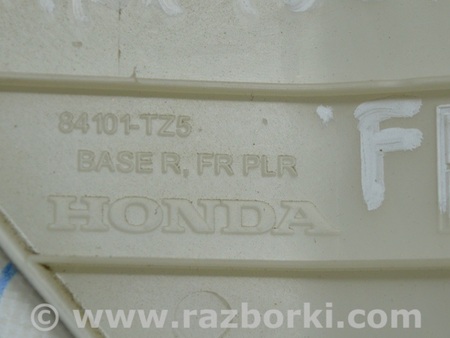 84101-TZ5
BASE R, FR PLR
HONDA
F
www.razborki.com